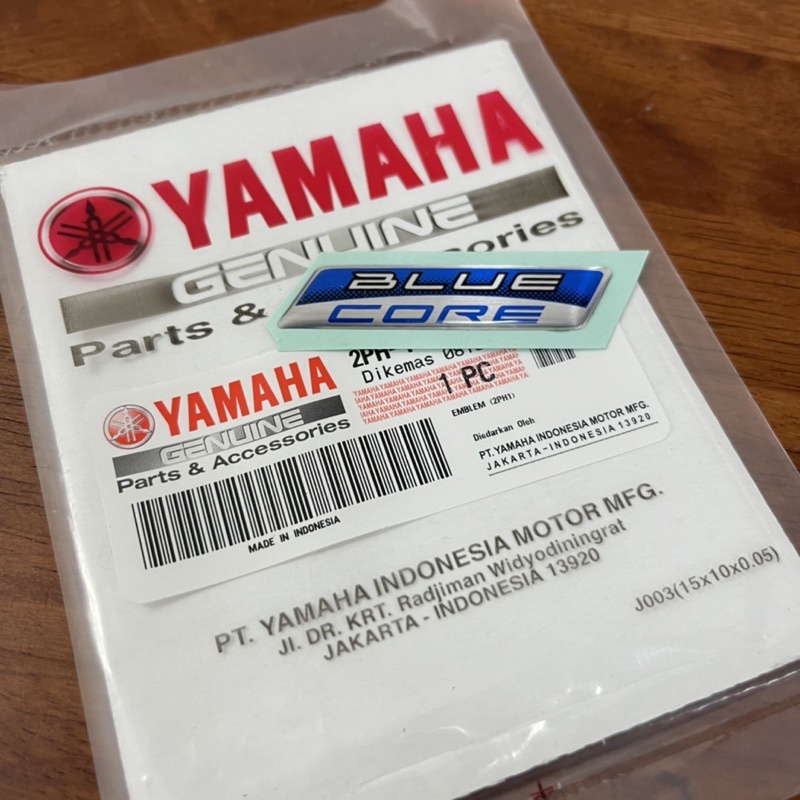 YAMAHA
GENUINE
Parts & Accessories
BLUE
CORE
2PH
Dikemas
1 PC
YAMAHA
GENUINE
Parts & Accessories
EMBLEM (2PH1)
Diedarkan Oleh
PT.YAMAHA INDONESIA MOTOR MFG.
JAKARTA-INDONESIA 13920
MADE IN INDONESIA
PT. YAMAHA INDONESIA MOTOR MFG.
Jl. DR. KRT. Radjiman Widyodiningrat
JAKARTA - INDONESIA 13920
J003(15x10x0.05)